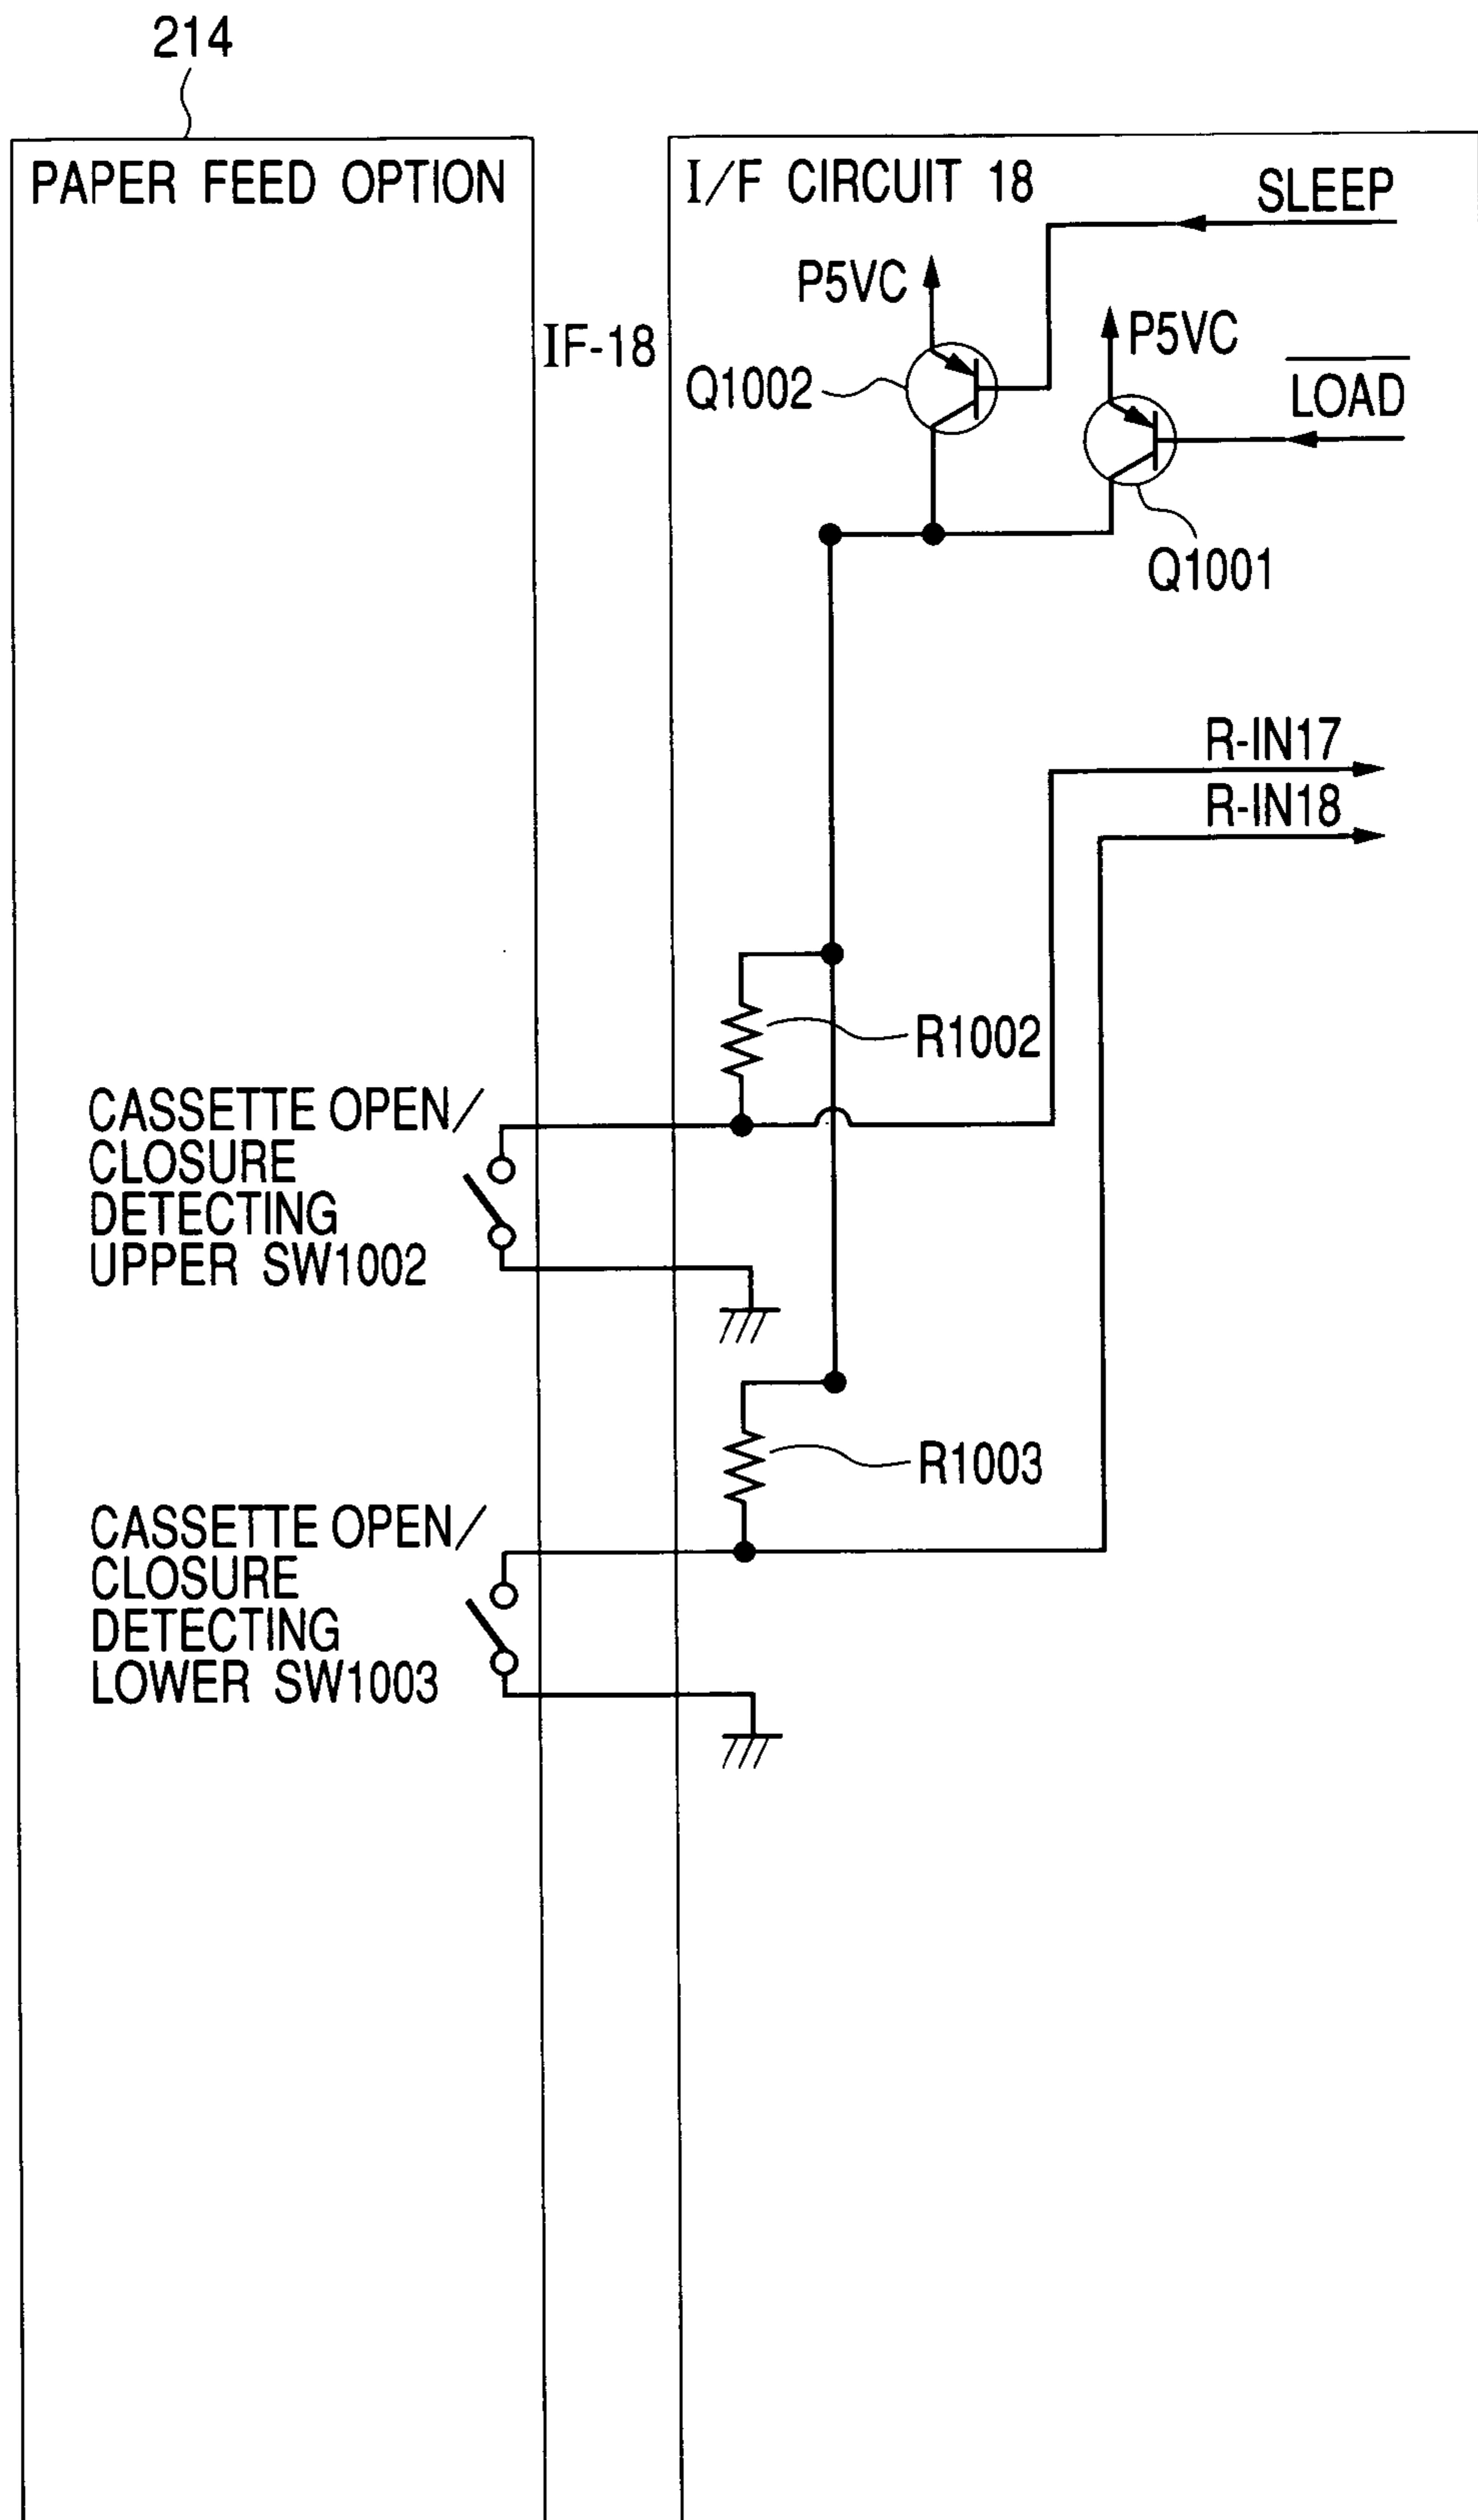 214
PAPER FEED OPTION
I/F CIRCUIT 18
SLEEP
P5VC
P5VC
IF-18
Q1002
LOAD
Q1001
R-IN17
R-IN18
R1002
CASSETTE OPEN/
CLOSURE
DETECTING
UPPER SW1002
R1003
CASSETTE OPEN/
CLOSURE
DETECTING
LOWER SW1003